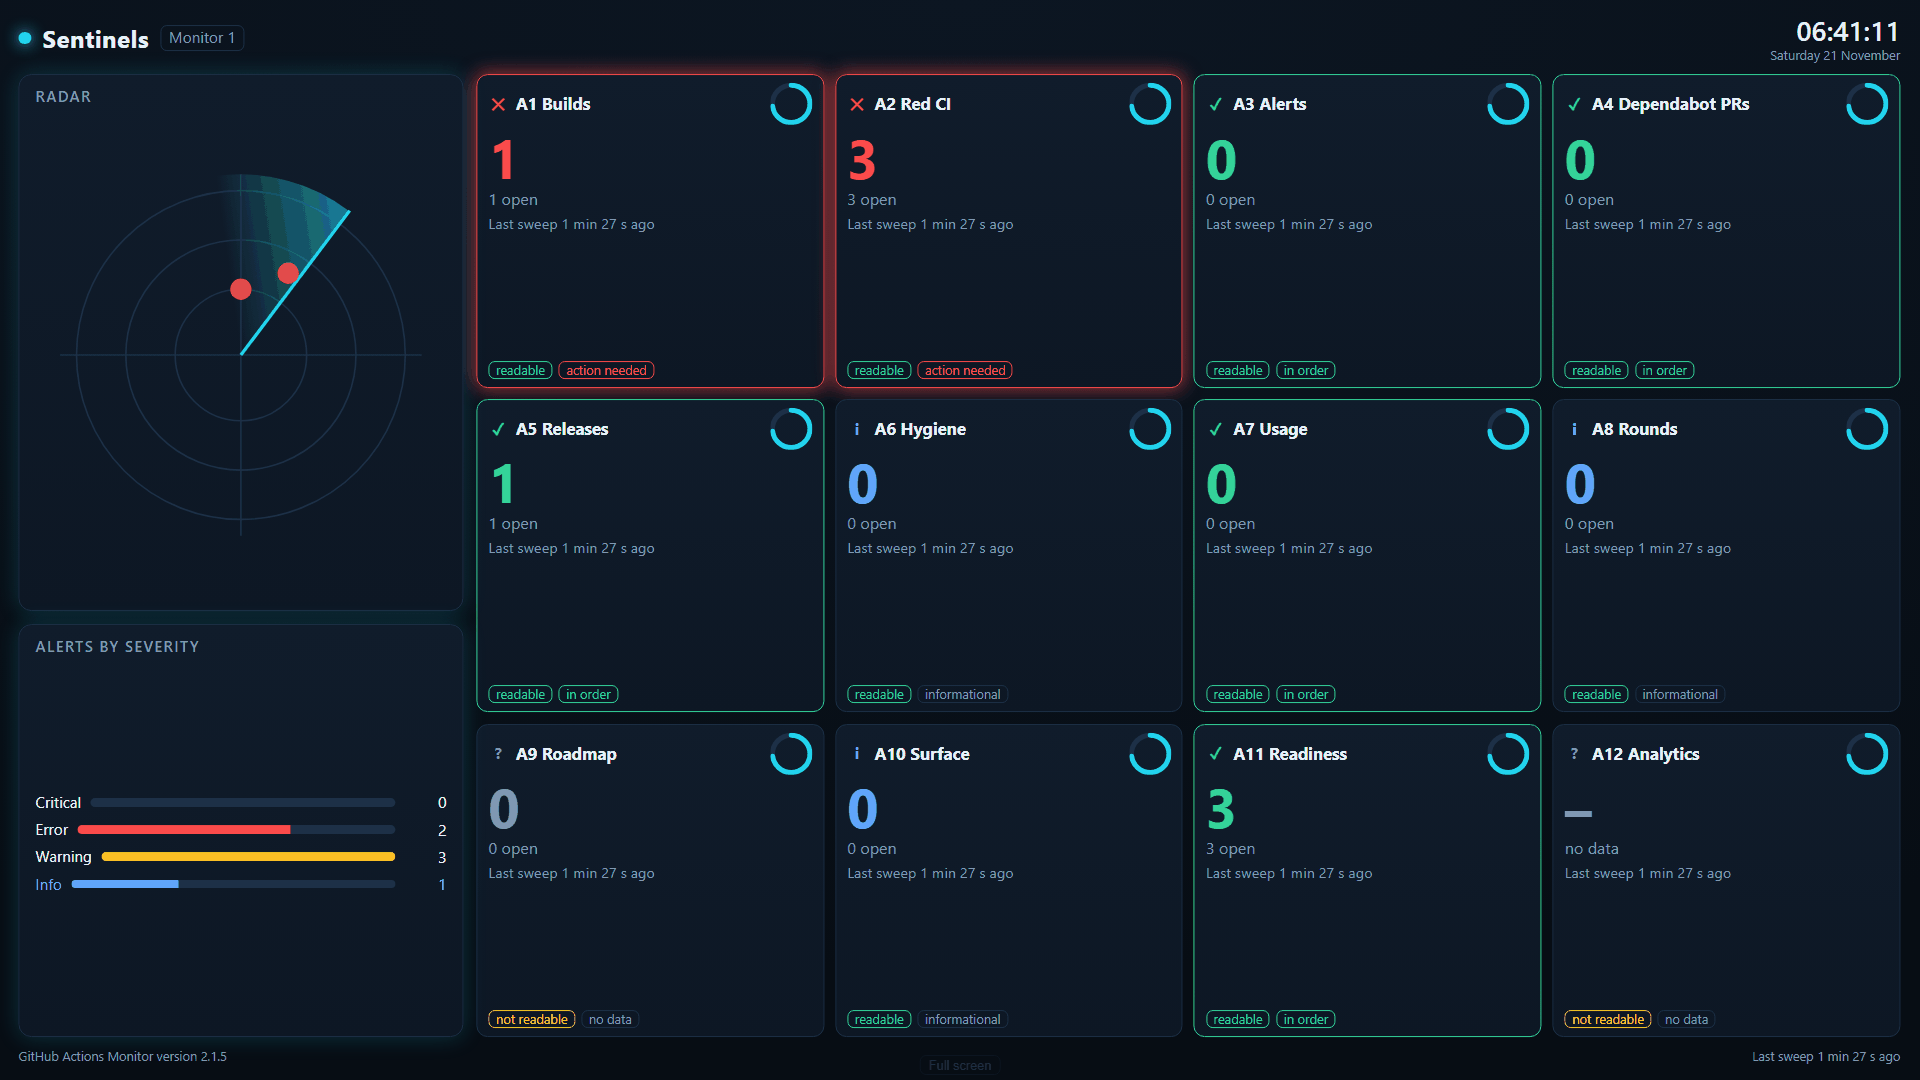 Sentinels
Monitor 1
06:41:11
Saturday 21 November
RADAR
A1 Builds
1
1 open
Last sweep 1 min 27 s ago
readable
action needed
A2 Red CI
3
3 open
Last sweep 1 min 27 s ago
readable
action needed
A3 Alerts
0
0 open
Last sweep 1 min 27 s ago
readable
in order
A4 Dependabot PRs
0
0 open
Last sweep 1 min 27 s ago
readable
in order
A5 Releases
1
1 open
Last sweep 1 min 27 s ago
readable
in order
A6 Hygiene
0
0 open
Last sweep 1 min 27 s ago
readable
informational
A7 Usage
0
0 open
Last sweep 1 min 27 s ago
readable
in order
A8 Rounds
0
0 open
Last sweep 1 min 27 s ago
readable
informational
ALERTS BY SEVERITY
Critical 0
Error 2
Warning 3
Info 1
? A9 Roadmap
0
0 open
Last sweep 1 min 27 s ago
not readable
no data
A10 Surface
0
0 open
Last sweep 1 min 27 s ago
readable
informational
A11 Readiness
3
3 open
Last sweep 1 min 27 s ago
readable
in order
? A12 Analytics
–
no data
Last sweep 1 min 27 s ago
not readable
no data
GitHub Actions Monitor version 2.1.5
Full screen
Last sweep 1 min 27 s ago